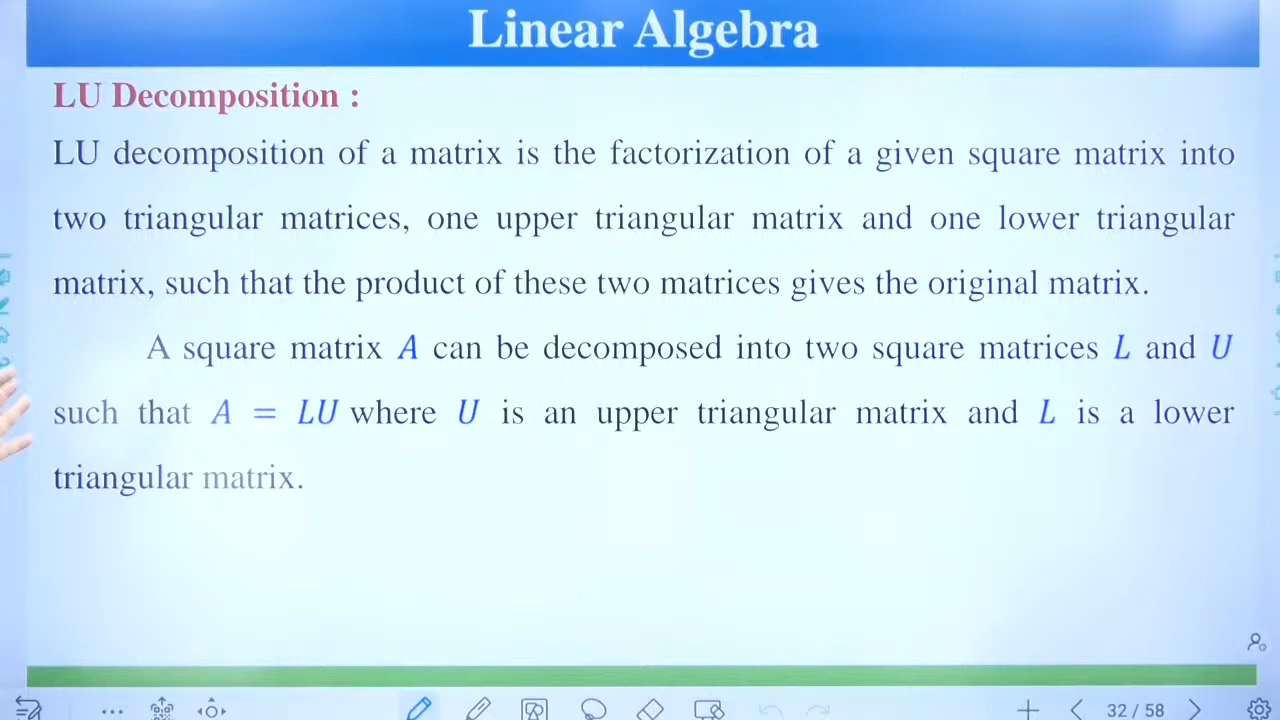 Linear Algebra
LU Decomposition :
LU decomposition of a matrix is the factorization of a given square matrix into
two triangular matrices, one upper triangular matrix and one lower triangular
matrix, such that the product of these two matrices gives the original matrix.
A square matrix A can be decomposed into two square matrices L and U
such that A = LU where U is an upper triangular matrix and L is a lower
triangular matrix.
32 / 58